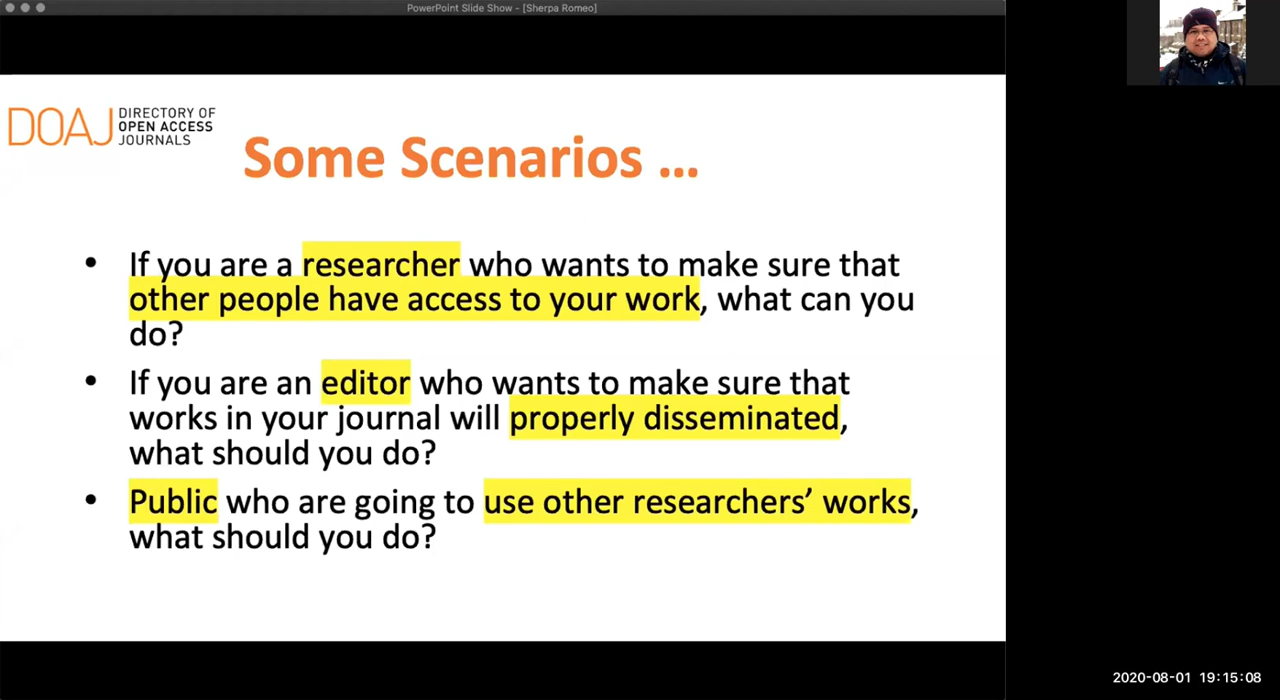 PowerPoint Slide Show - [Sherpa Romeo]
DOAJ
DIRECTORY OF
OPEN ACCESS
JOURNALS
Some Scenarios ...
• If you are a researcher who wants to make sure that
other people have access to your work, what can you
do?
• If you are an editor who wants to make sure that
works in your journal will properly disseminated,
what should you do?
• Public who are going to use other researchers’ works,
what should you do?
2020-08-01 19:15:08